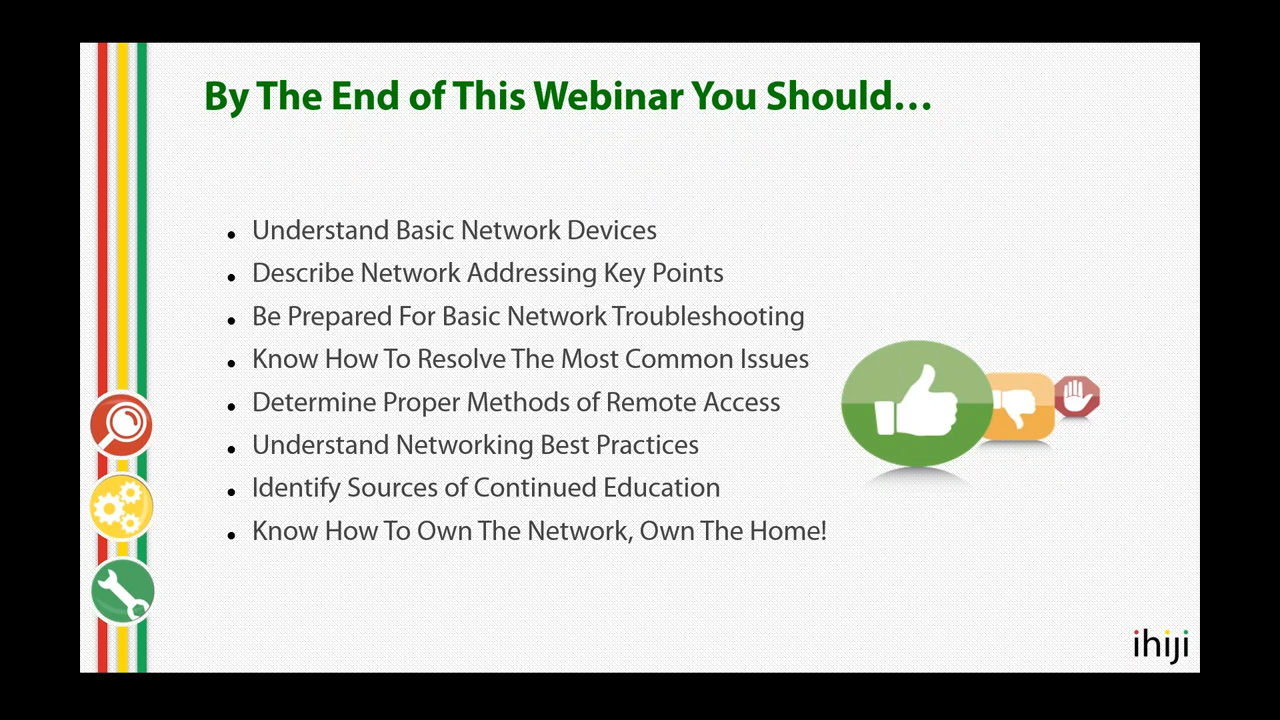 By The End of This Webinar You Should...
Understand Basic Network Devices
Describe Network Addressing Key Points
Be Prepared For Basic Network Troubleshooting
Know How To Resolve The Most Common Issues
Determine Proper Methods of Remote Access
Understand Networking Best Practices
Identify Sources of Continued Education
Know How To Own The Network, Own The Home!
ihiji